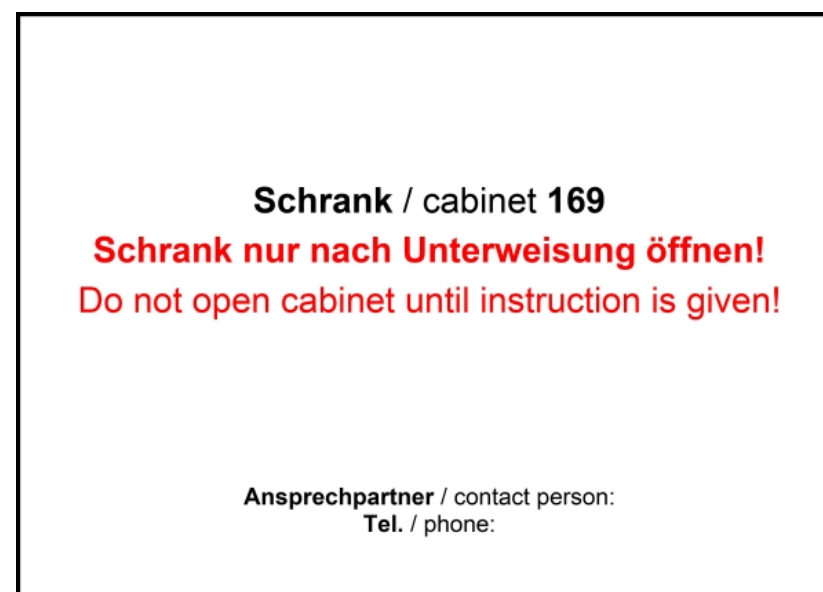 Schrank / cabinet 169
Schrank nur nach Unterweisung öffnen!
Do not open cabinet until instruction is given!
Ansprechpartner / contact person:
Tel. / phone: